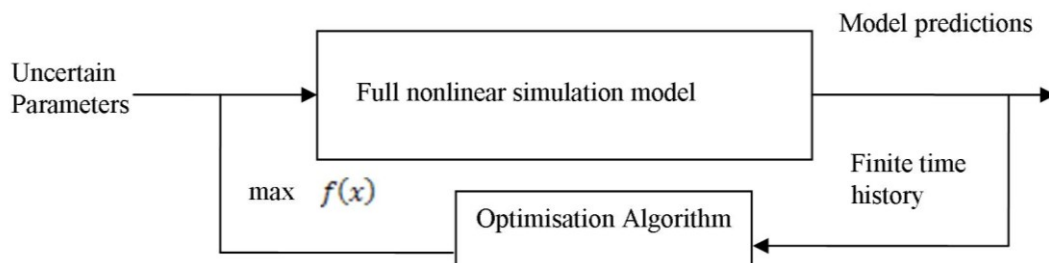 Model predictions
Uncertain
Parameters
Full nonlinear simulation model
Finite time
history
max f(x)
Optimisation Algorithm